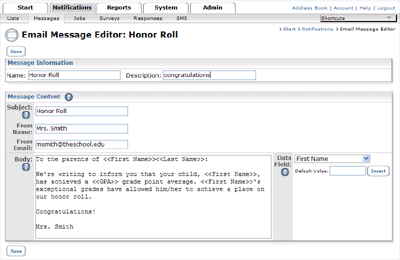 Start Notifications Reports System Admin Address Book | Account | Help | Logout
Lists Messages Jobs Surveys Responses SMS Shortcuts
Email Message Editor: Honor Roll
> Start > Notifications > Email Message Editor
Save
Message Information
Name: Honor Roll Description: congratulations
Message Content ?
Subject: ? Honor Roll
From Name: ? Mrs. Smith
From Email: ? msmith@theschool.edu
Body: ? To the parents of <<First Name>><<Last Name>>:
We're writing to inform you that your child, <<First Name>>,
has achieved a <<GPA>> grade point average. <<First Name>>'s
exceptional grades have allowed him/her to achieve a place on
our honor roll.
Congratulations!
Mrs. Smith
Data Field: ? First Name
Default Value: Insert
Save